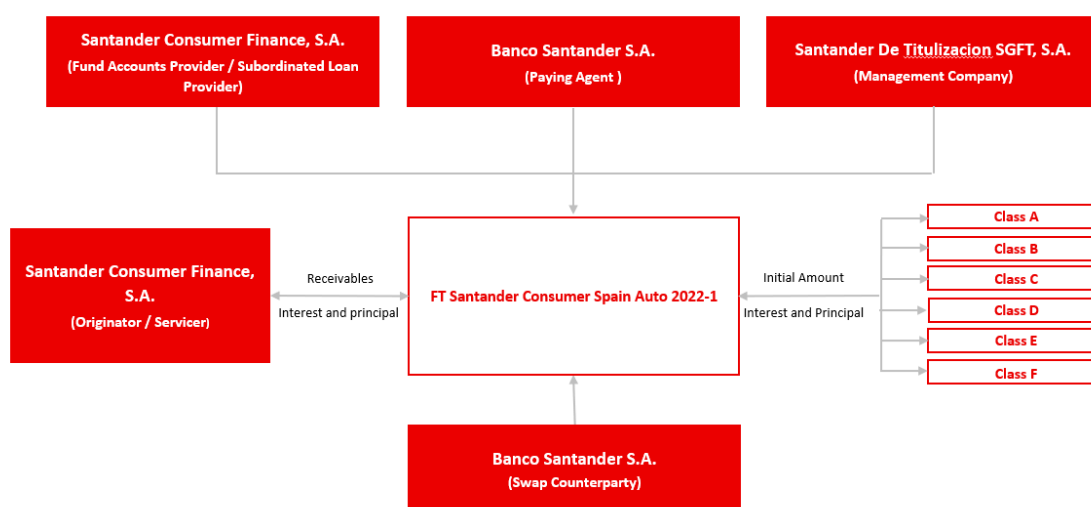 Santander Consumer Finance, S.A.
(Fund Accounts Provider / Subordinated Loan
Provider)
Banco Santander S.A.
(Paying Agent )
Santander De Titulizacion SGFT, S.A.
(Management Company)
Santander Consumer Finance,
S.A.
(Originator / Servicer)
Receivables
Interest and principal
FT Santander Consumer Spain Auto 2022-1
Initial Amount
Interest and Principal
Class A
Class B
Class C
Class D
Class E
Class F
Banco Santander S.A.
(Swap Counterparty)